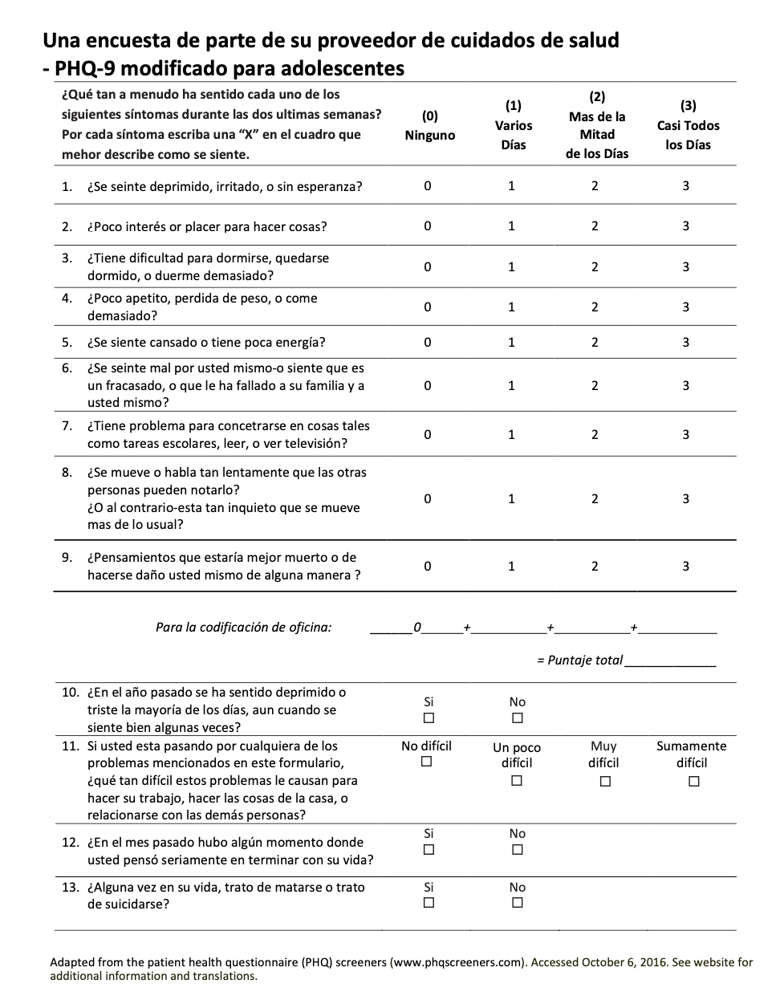 Una encuesta de parte de su proveedor de cuidados de salud
- PHQ-9 modificado para adolescentes
¿Qué tan a menudo ha sentido cada uno de los
siguientes síntomas durante las dos ultimas semanas?
Por cada síntoma escriba una “X” en el cuadro que
mehor describe como se siente.
(0)
Ninguno
(1)
Varios
Días
(2)
Mas de la
Mitad
de los Días
(3)
Casi Todos
los Días
1. ¿Se seinte deprimido, irritado, o sin esperanza? 0 1 2 3
2. ¿Poco interés or placer para hacer cosas? 0 1 2 3
3. ¿Tiene dificultad para dormirse, quedarse
dormido, o duerme demasiado? 0 1 2 3
4. ¿Poco apetito, perdida de peso, o come
demasiado? 0 1 2 3
5. ¿Se siente cansado o tiene poca energía? 0 1 2 3
6. ¿Se seinte mal por usted mismo-o siente que es
un fracasado, o que le ha fallado a su familia y a
usted mismo? 0 1 2 3
7. ¿Tiene problema para concetrarse en cosas tales
como tareas escolares, leer, o ver televisión? 0 1 2 3
8. ¿Se mueve o habla tan lentamente que las otras
personas pueden notarlo?
¿O al contrario-esta tan inquieto que se mueve
mas de lo usual? 0 1 2 3
9. ¿Pensamientos que estaría mejor muerto o de
hacerse daño usted mismo de alguna manera ? 0 1 2 3
Para la codificación de oficina: ______0______+___________+___________+___________
= Puntaje total _____________
10. ¿En el año pasado se ha sentido deprimido o
triste la mayoría de los días, aun cuando se
siente bien algunas veces?
Si ☐ No ☐
11. Si usted esta pasando por cualquiera de los
problemas mencionados en este formulario,
¿qué tan difícil estos problemas le causan para
hacer su trabajo, hacer las cosas de la casa, o
relacionarse con las demás personas?
No difícil ☐
Un poco
difícil ☐
Muy
difícil ☐
Sumamente
difícil ☐
12. ¿En el mes pasado hubo algún momento donde
usted pensó seriamente en terminar con su vida?
Si ☐ No ☐
13. ¿Alguna vez en su vida, trato de matarse o trato
de suicidarse?
Si ☐ No ☐
Adapted from the patient health questionnaire (PHQ) screeners (www.phqscreeners.com). Accessed October 6, 2016. See website for
additional information and translations.